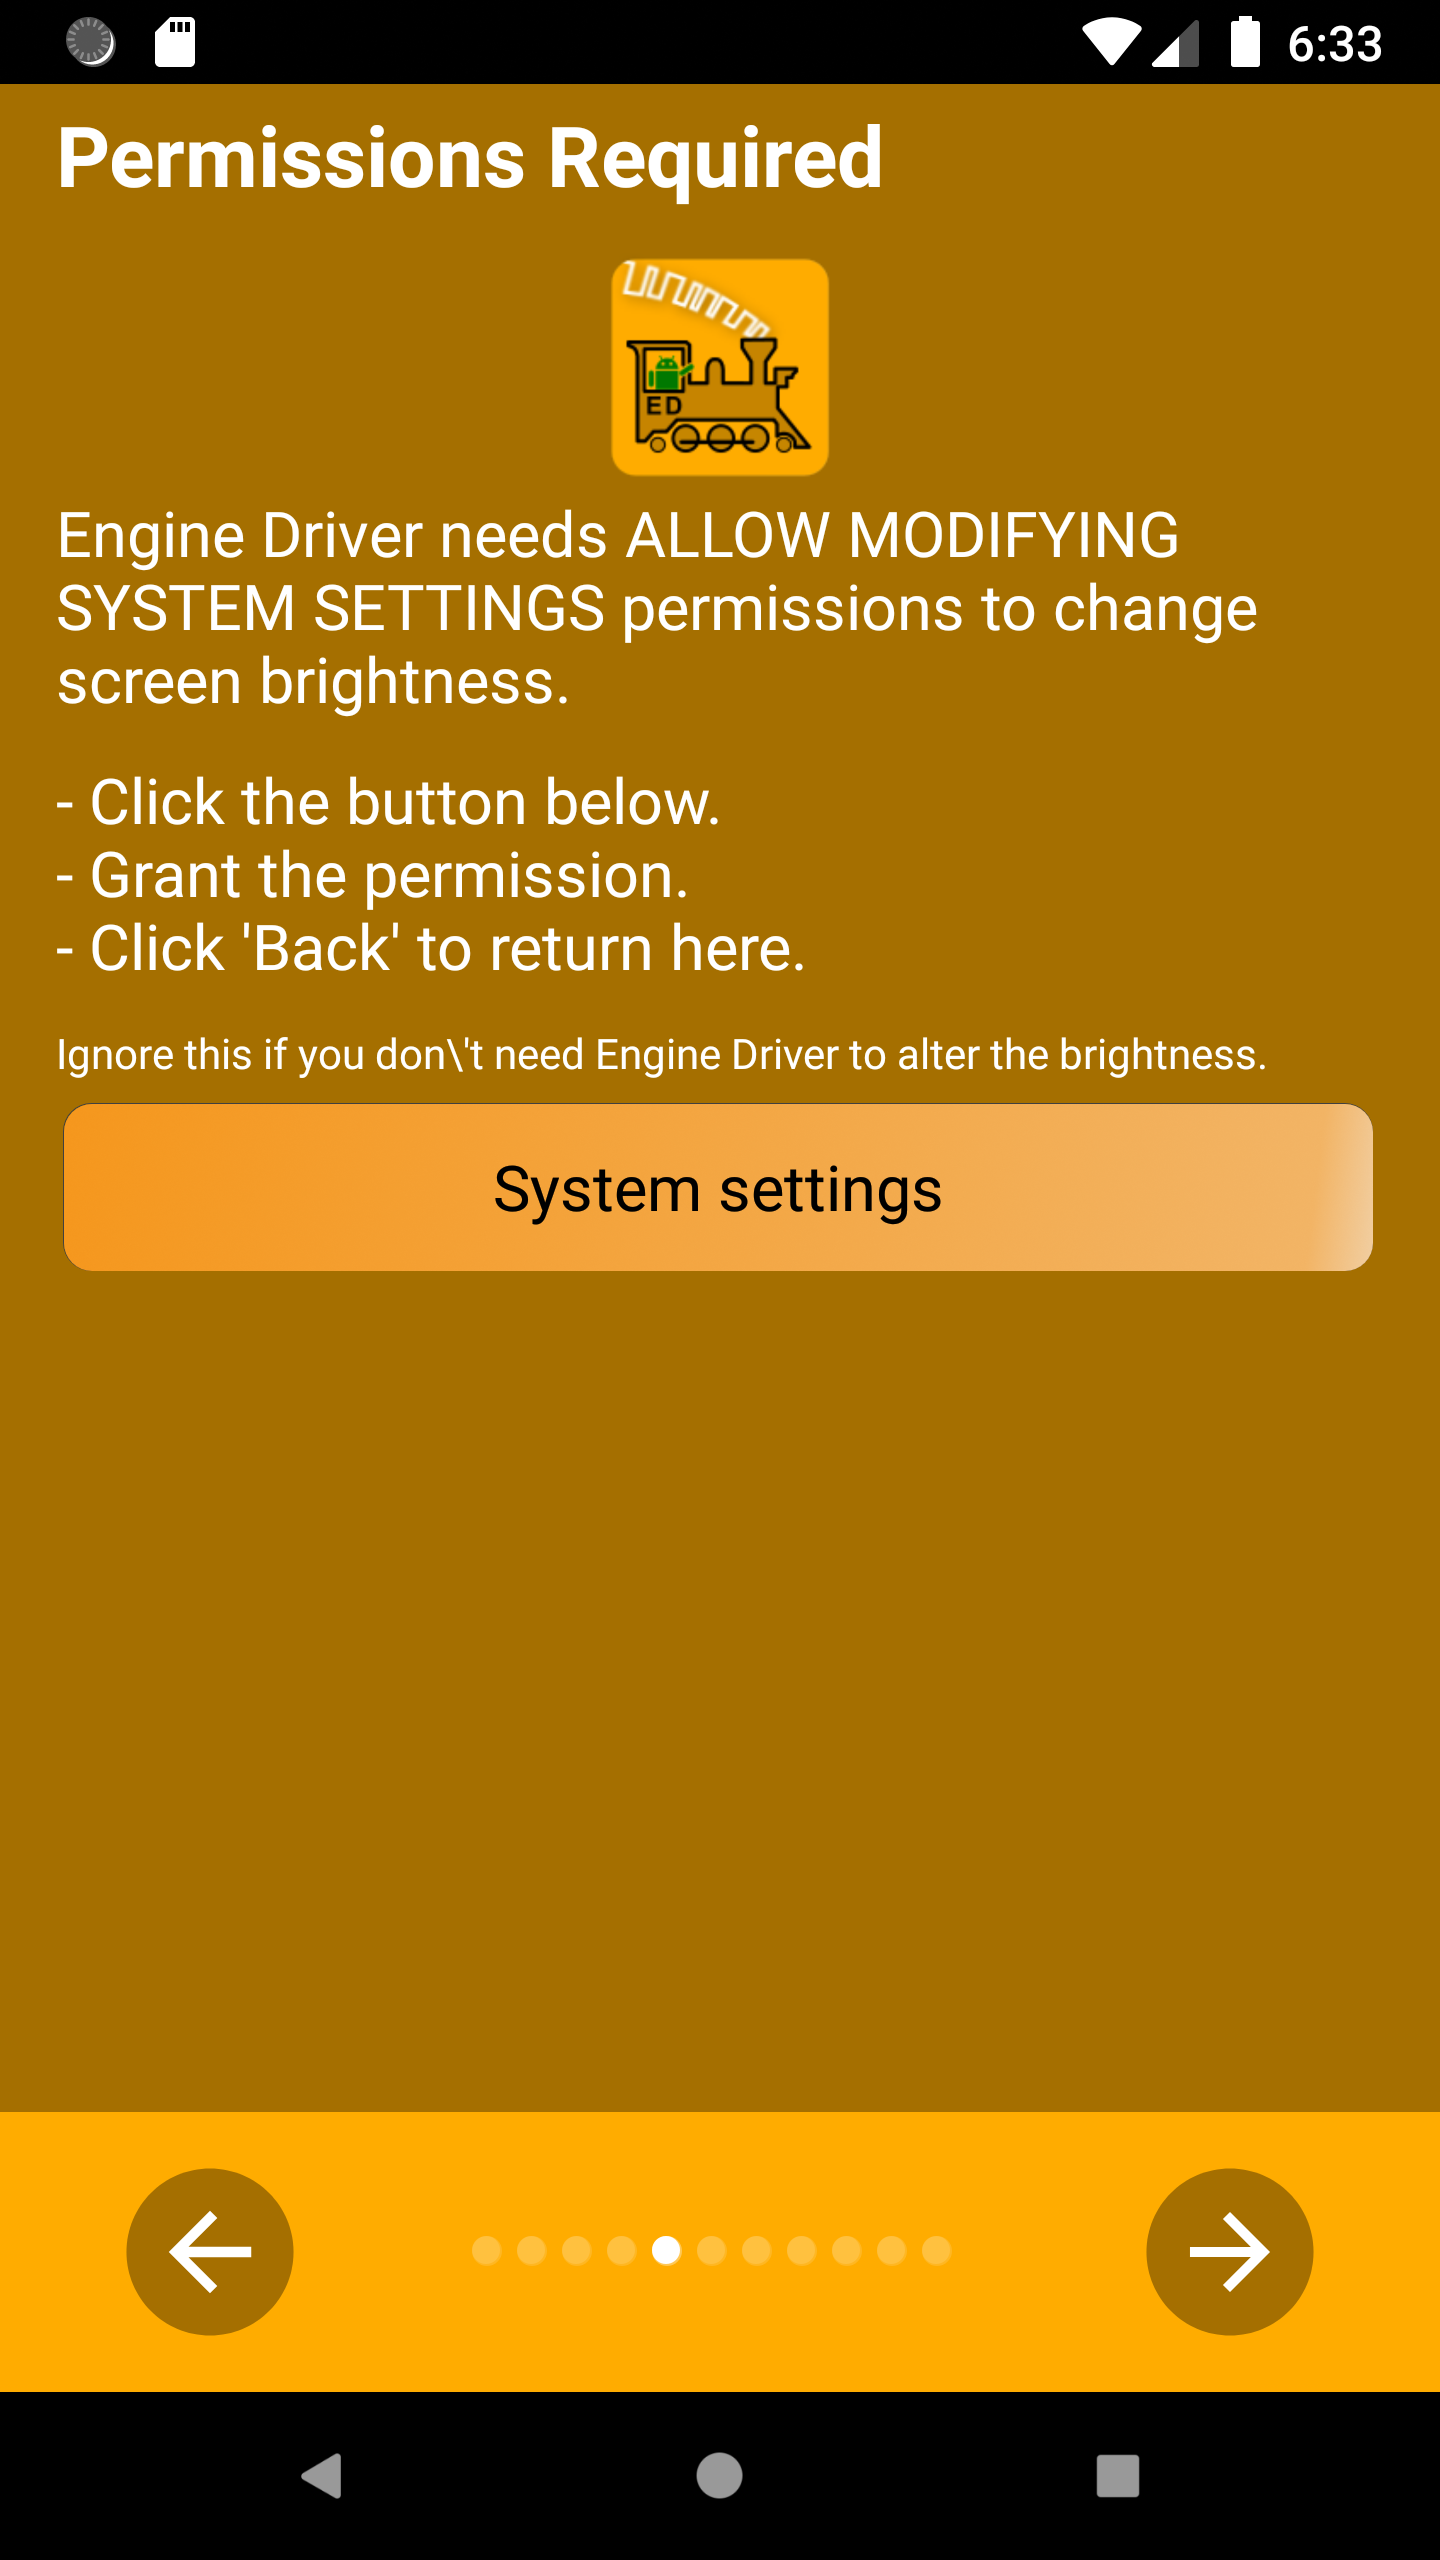 6:33
Permissions Required
ED
Engine Driver needs ALLOW MODIFYING
SYSTEM SETTINGS permissions to change
screen brightness.
- Click the button below.
- Grant the permission.
- Click 'Back' to return here.
Ignore this if you don\'t need Engine Driver to alter the brightness.
System settings